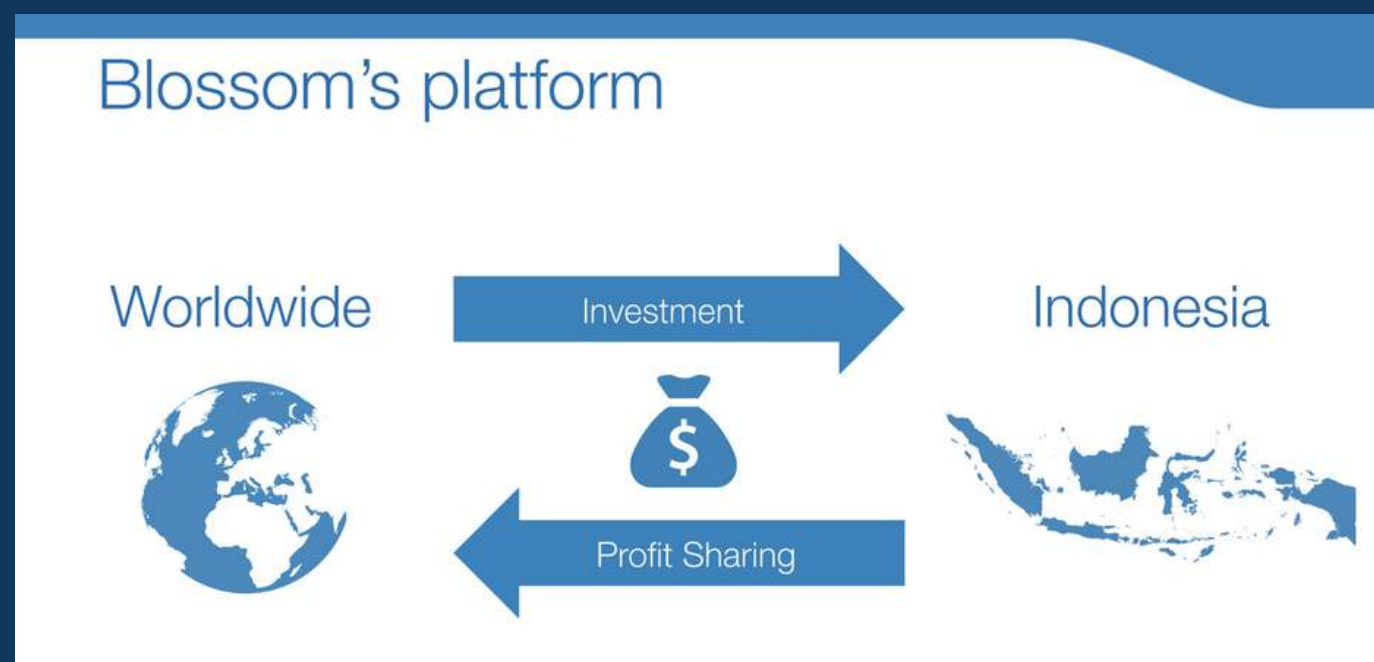 Blossom's platform
Worldwide
Investment
Indonesia
$
Profit Sharing